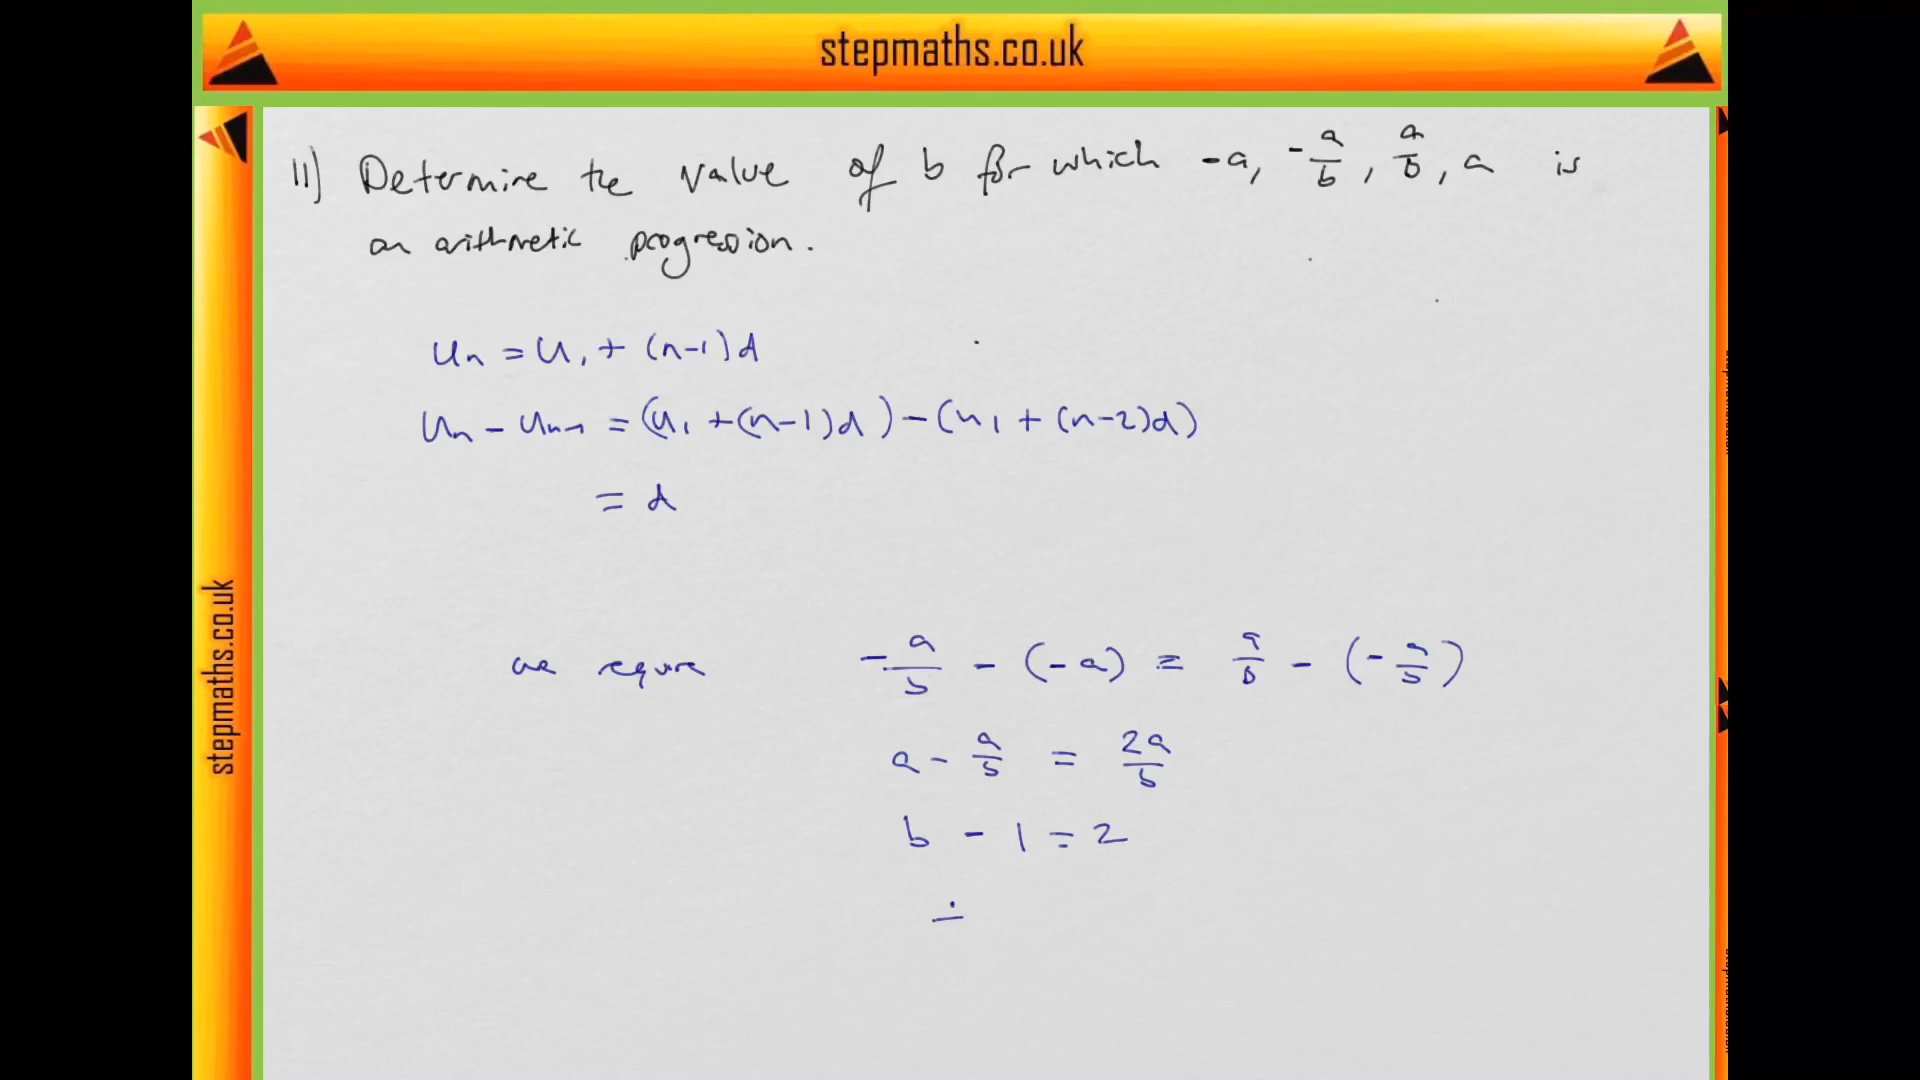 stepmaths.co.uk
stepmaths.co.uk
11) Determine the value of b for which -a, -a/b, a/b, a is
an arithmetic progression.
Un = U1 + (n-1)d
Un - Un-1 = (U1 + (n-1)d) - (U1 + (n-2)d)
= d
we require -a/b - (-a) = a/b - (-a/b)
a - a/b = 2a/b
b - 1 = 2